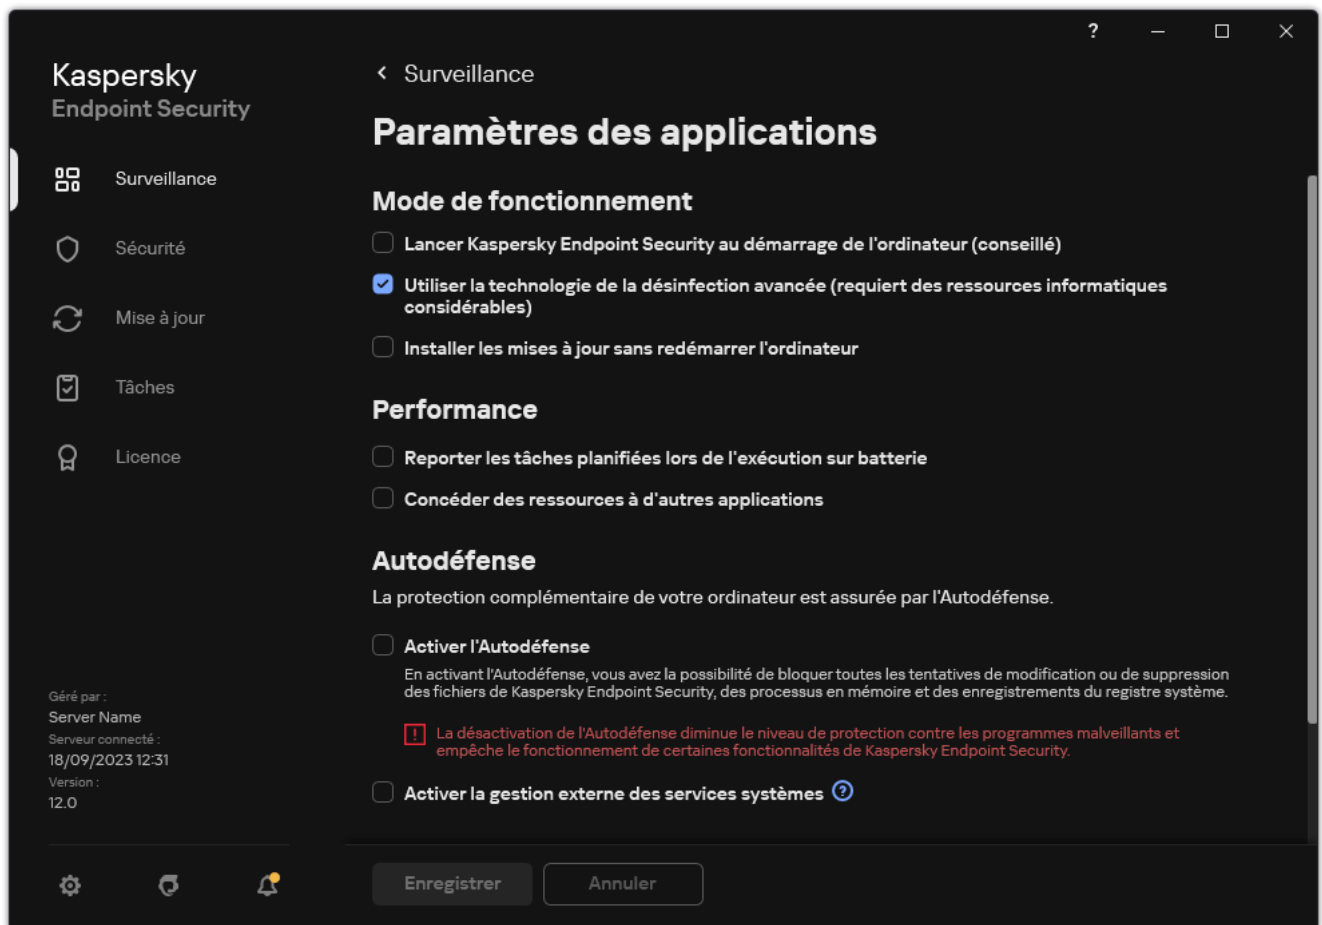 ?
Kaspersky
Endpoint Security
Surveillance
Sécurité
Mise à jour
Tâches
Licence
Géré par :
Server Name
Serveur connecté :
18/09/2023 12:31
Version :
12.0
Surveillance
Paramètres des applications
Mode de fonctionnement
Lancer Kaspersky Endpoint Security au démarrage de l'ordinateur (conseillé)
Utiliser la technologie de la désinfection avancée (requiert des ressources informatiques
considérables)
Installer les mises à jour sans redémarrer l'ordinateur
Performance
Reporter les tâches planifiées lors de l'exécution sur batterie
Concéder des ressources à d'autres applications
Autodéfense
La protection complémentaire de votre ordinateur est assurée par l'Autodéfense.
Activer l'Autodéfense
En activant l'Autodéfense, vous avez la possibilité de bloquer toutes les tentatives de modification ou de suppression
des fichiers de Kaspersky Endpoint Security, des processus en mémoire et des enregistrements du registre système.
! La désactivation de l'Autodéfense diminue le niveau de protection contre les programmes malveillants et
empêche le fonctionnement de certaines fonctionnalités de Kaspersky Endpoint Security.
Activer la gestion externe des services systèmes ?
Enregistrer
Annuler